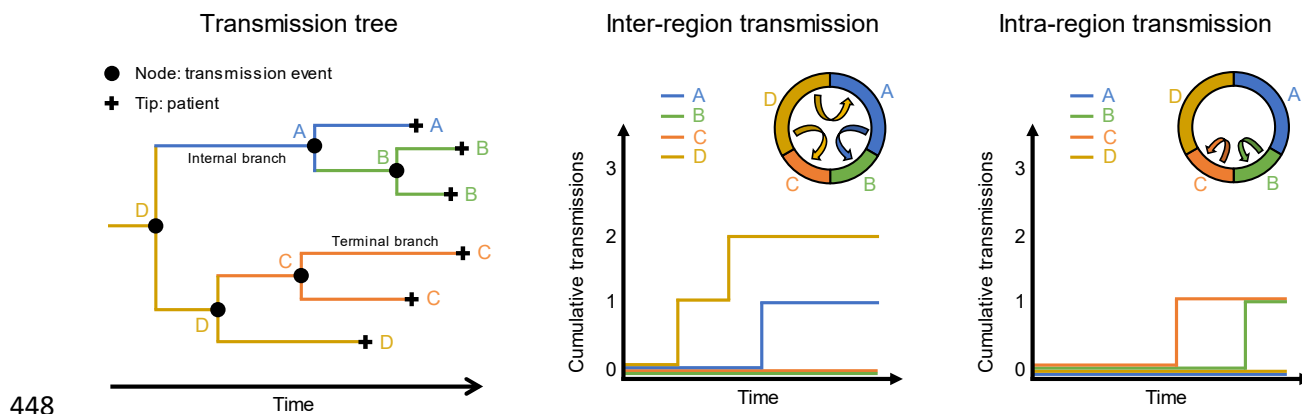 Transmission tree
Node: transmission event
Tip: patient
A
A
Internal branch
B
B
B
D
Terminal branch
C
C
C
D
D
Time
448
Inter-region transmission
A
B
C
D
D
A
C
B
Cumulative transmissions
3
2
1
0
Time
Intra-region transmission
A
B
C
D
D
A
C
B
Cumulative transmissions
3
2
1
0
Time